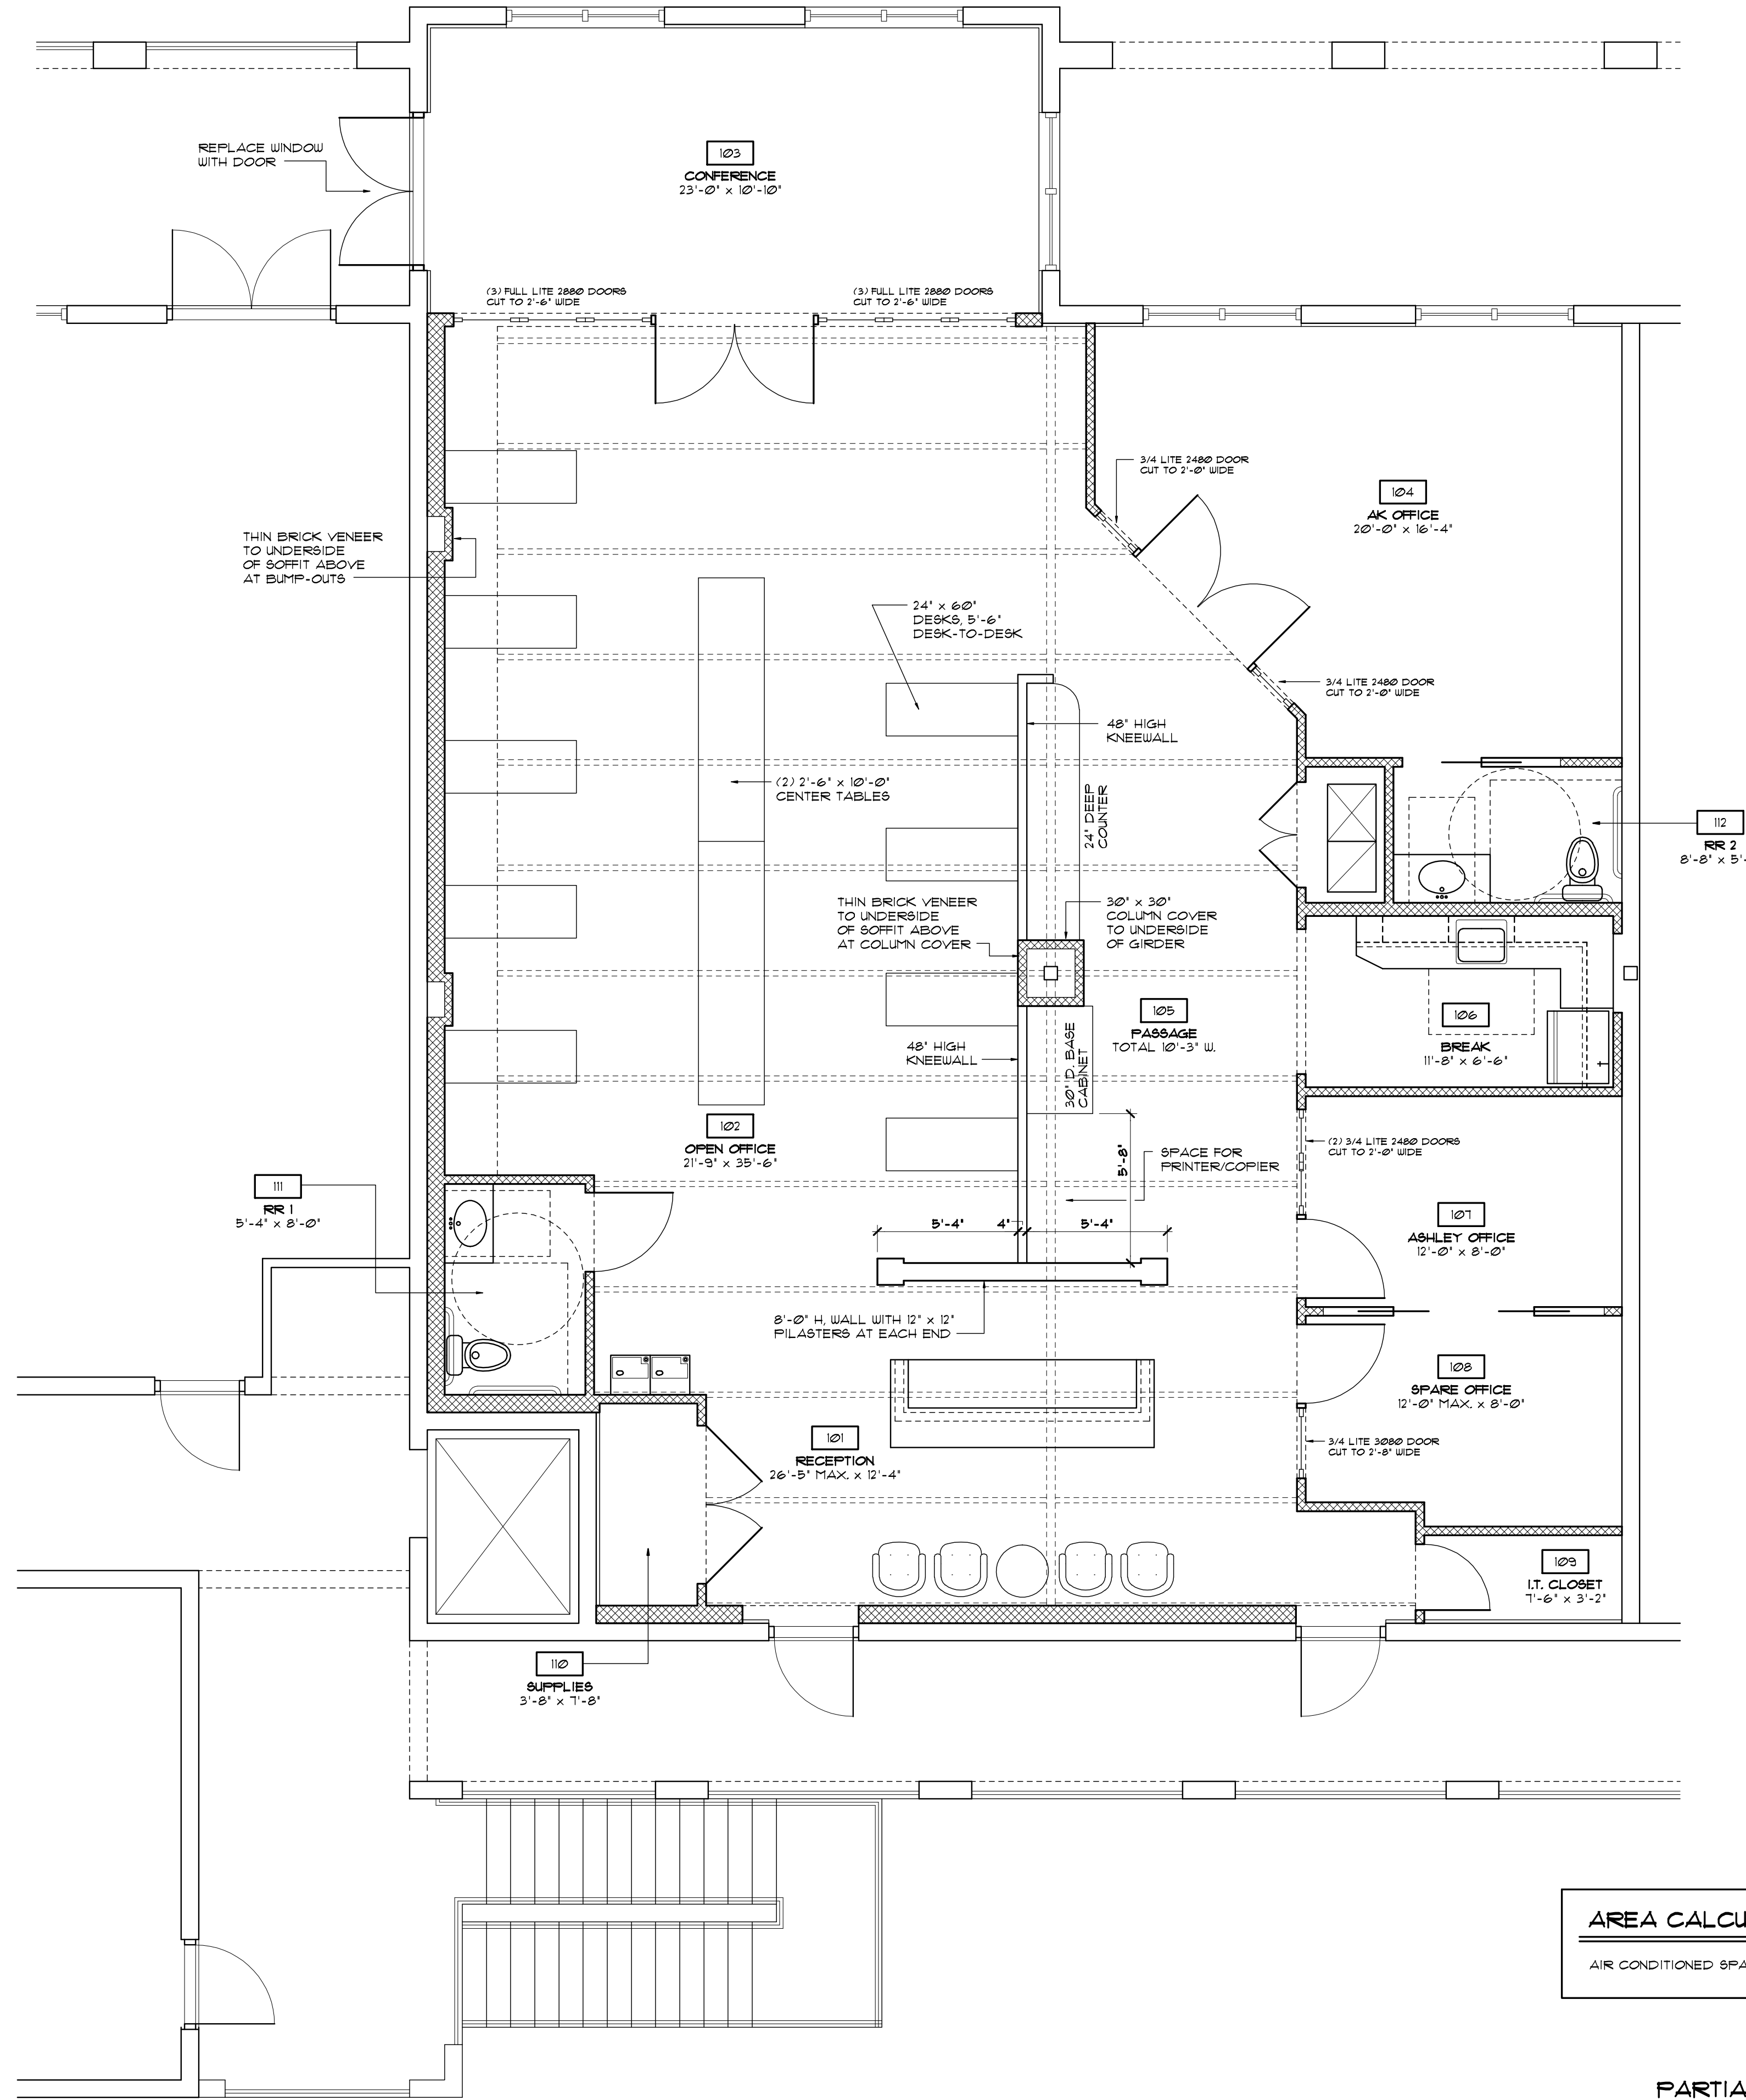 REPLACE WINDOW
WITH DOOR
103
CONFERENCE
23'-0" x 10'-10"
(3) FULL LITE 2880 DOORS
CUT TO 2'-6" WIDE
(3) FULL LITE 2880 DOORS
CUT TO 2'-6" WIDE
3/4 LITE 2480 DOOR
CUT TO 2'-0" WIDE
104
AK OFFICE
20'-0" x 16'-4"
THIN BRICK VENEER
TO UNDERSIDE
OF SOFFIT ABOVE
AT BUMP-OUTS
24" x 60"
DESKS, 5'-6"
DESK-TO-DESK
3/4 LITE 2480 DOOR
CUT TO 2'-0" WIDE
48" HIGH
KNEEWALL
(2) 2'-6" x 10'-0"
CENTER TABLES
24" DEEP
COUNTER
112
RR 2
8'-8" x 5'-
THIN BRICK VENEER
TO UNDERSIDE
OF SOFFIT ABOVE
AT COLUMN COVER
30" x 30"
COLUMN COVER
TO UNDERSIDE
OF GIRDER
105
PASSAGE
TOTAL 10'-3" W.
106
BREAK
11'-8" x 6'-6"
48" HIGH
KNEEWALL
30" D. BASE
CABINET
102
OPEN OFFICE
21'-9" x 35'-6"
5'-8"
SPACE FOR
PRINTER/COPIER
(2) 3/4 LITE 2480 DOORS
CUT TO 2'-0" WIDE
111
RR 1
5'-4" x 8'-0"
107
ASHLEY OFFICE
12'-0" x 8'-0"
5'-4"
4"
5'-4"
8'-0" H. WALL WITH 12" x 12"
PILASTERS AT EACH END
108
SPARE OFFICE
12'-0" MAX. x 8'-0"
101
RECEPTION
26'-5" MAX. x 12'-4"
3/4 LITE 3080 DOOR
CUT TO 2'-8" WIDE
109
I.T. CLOSET
7'-6" x 3'-2"
110
SUPPLIES
3'-8" x 7'-8"
AREA CALCU
AIR CONDITIONED SPA
PARTIA